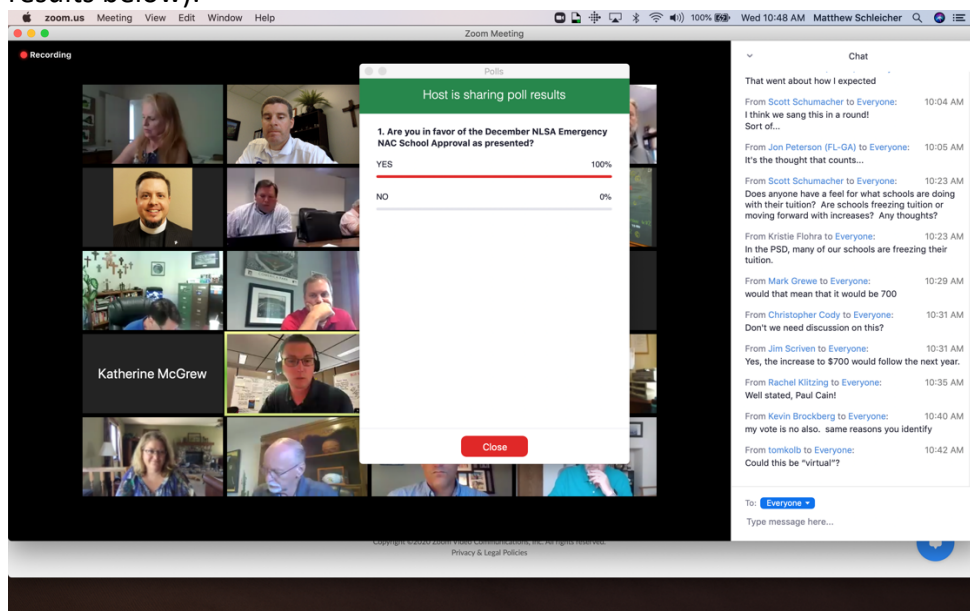 results below).
zoom.us Meeting View Edit Window Help 100% Wed 10:48 AM Matthew Schleicher
Zoom Meeting
Recording
Polls
Host is sharing poll results
1. Are you in favor of the December NLSA Emergency
NAC School Approval as presented?
YES 100%
NO 0%
Close
Katherine McGrew
Chat
That went about how I expected
From Scott Schumacher to Everyone: 10:04 AM
I think we sang this in a round!
Sort of...
From Jon Peterson (FL-GA) to Everyone: 10:05 AM
It's the thought that counts...
From Scott Schumacher to Everyone: 10:23 AM
Does anyone have a feel for what schools are doing
with their tuition? Are schools freezing tuition or
moving forward with increases? Any thoughts?
From Kristie Flohra to Everyone: 10:23 AM
In the PSD, many of our schools are freezing their
tuition.
From Mark Grewe to Everyone: 10:29 AM
would that mean that it would be 700
From Christopher Cody to Everyone: 10:31 AM
Don't we need discussion on this?
From Jim Scriven to Everyone: 10:31 AM
Yes, the increase to $700 would follow the next year.
From Rachel Klitzing to Everyone: 10:35 AM
Well stated, Paul Cain!
From Kevin Brockberg to Everyone: 10:40 AM
my vote is no also. same reasons you identify
From tomkolb to Everyone: 10:42 AM
Could this be "virtual"?
To: Everyone
Type message here...
Copyright ©2020 Zoom Video Communications, Inc. All rights reserved.
Privacy & Legal Policies